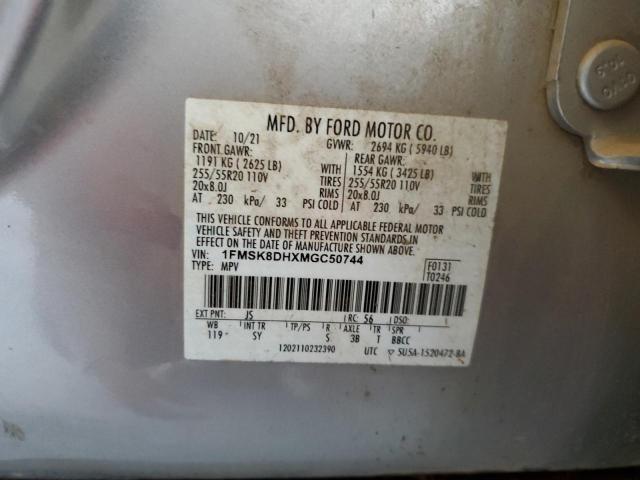 MFD. BY FORD MOTOR CO.
DATE: 10/21 GVWR: 2694 KG ( 5940 LB)
FRONT GAWR: REAR GAWR:
1191 KG ( 2625 LB) WITH 1554 KG ( 3425 LB) WITH
255/55R20 110V TIRES 255/55R20 110V TIRES
20x8.0J RIMS 20x8.0J RIMS
AT 230 kPa/ 33 PSI COLD AT 230 kPa/ 33 PSI COLD
THIS VEHICLE CONFORMS TO ALL APPLICABLE FEDERAL MOTOR
VEHICLE SAFETY AND THEFT PREVENTION STANDARDS IN
EFFECT ON THE DATE OF MANUFACTURE SHOWN ABOVE.
VIN: 1FMSK8DHXMGC50744
TYPE: MPV
F0131
T0246
EXT PNT: JS RC: 56 DSO:
WB INT TR TP/PS R AXLE TR SPR
119 SY S 3B T BBCC
1202110232390 UTC SU5A-1520472-BA